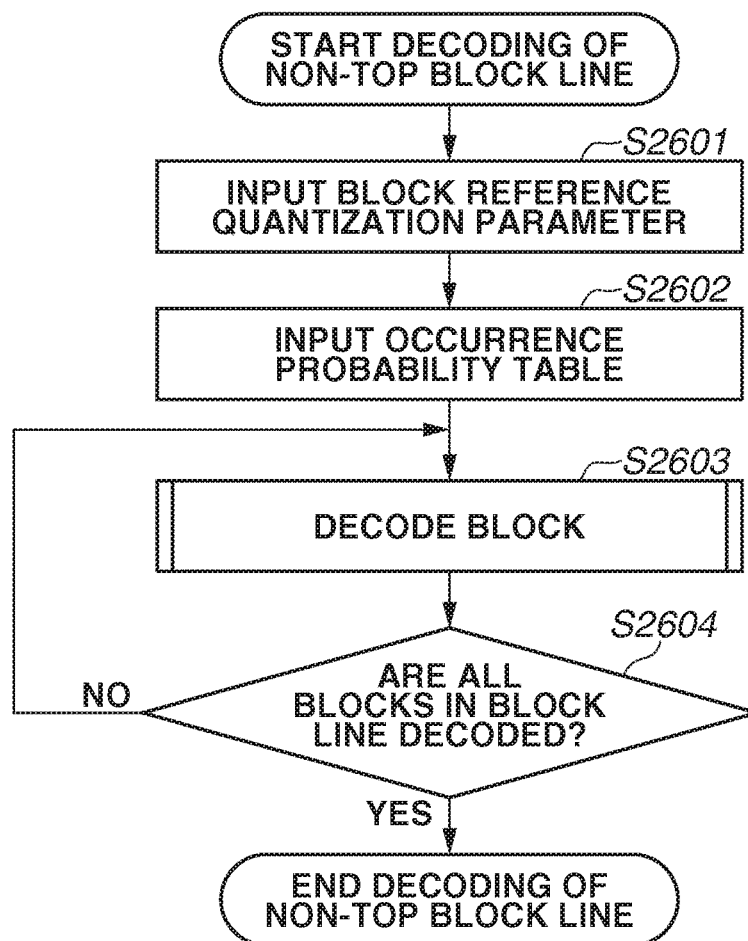 START DECODING OF
NON-TOP BLOCK LINE
S2601
INPUT BLOCK REFERENCE
QUANTIZATION PARAMETER
S2602
INPUT OCCURRENCE
PROBABILITY TABLE
S2603
DECODE BLOCK
S2604
ARE ALL
BLOCKS IN BLOCK
LINE DECODED?
NO
YES
END DECODING OF
NON-TOP BLOCK LINE